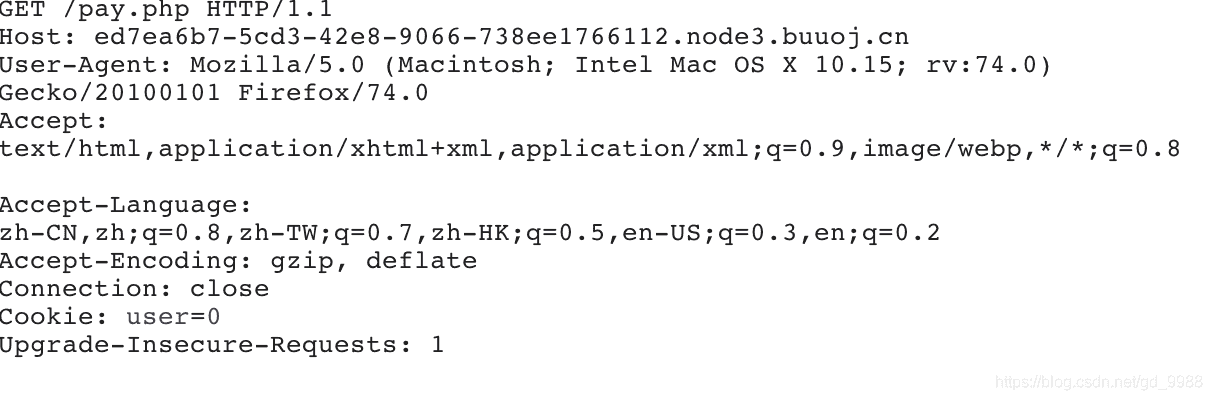 GET /pay.php HTTP/1.1
Host: ed7ea6b7-5cd3-42e8-9066-738ee1766112.node3.buuoj.cn
User-Agent: Mozilla/5.0 (Macintosh; Intel Mac OS X 10.15; rv:74.0)
Gecko/20100101 Firefox/74.0
Accept:
text/html,application/xhtml+xml,application/xml;q=0.9,image/webp,*/*;q=0.8
Accept-Language:
zh-CN,zh;q=0.8,zh-TW;q=0.7,zh-HK;q=0.5,en-US;q=0.3,en;q=0.2
Accept-Encoding: gzip, deflate
Connection: close
Cookie: user=0
Upgrade-Insecure-Requests: 1
https://blog.csdn.net/gd_9988